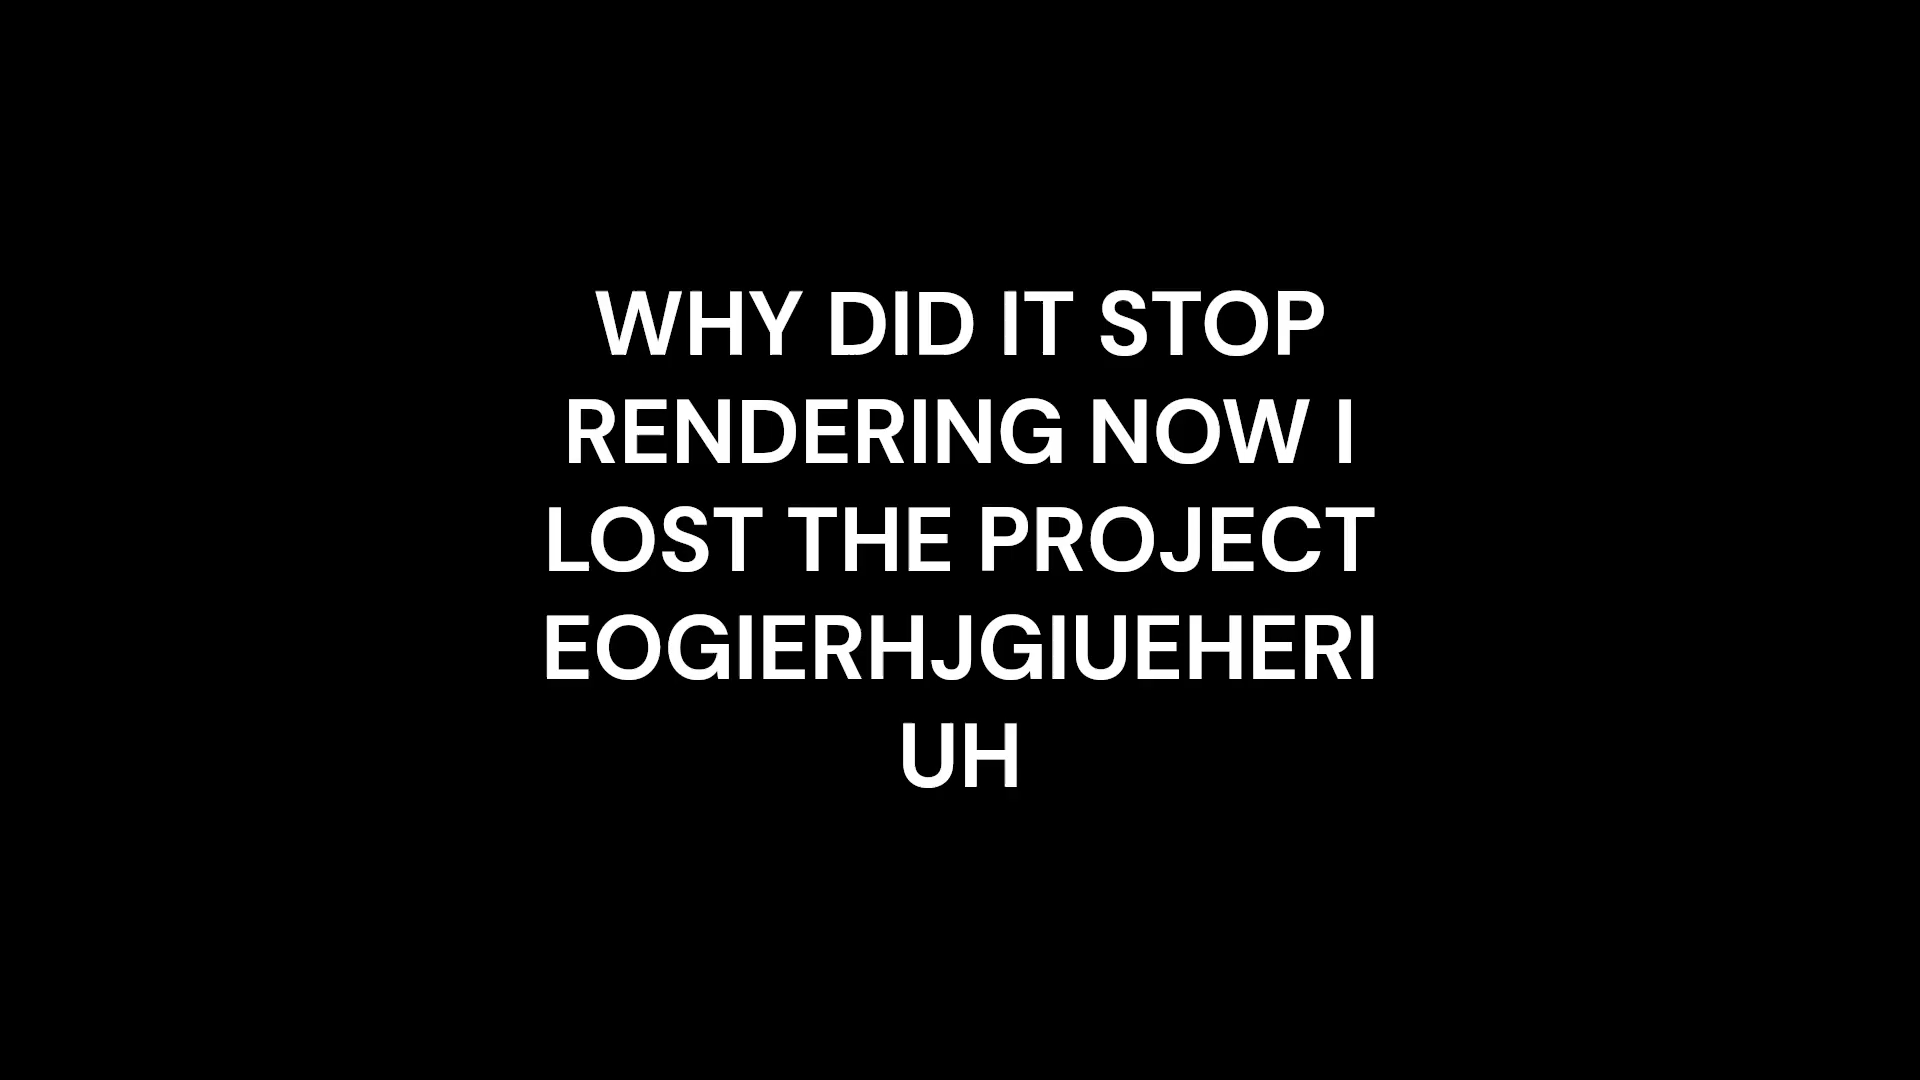 WHY DID IT STOP
RENDERING NOW I
LOST THE PROJECT
EOGIERHJGIUEHERI
UH